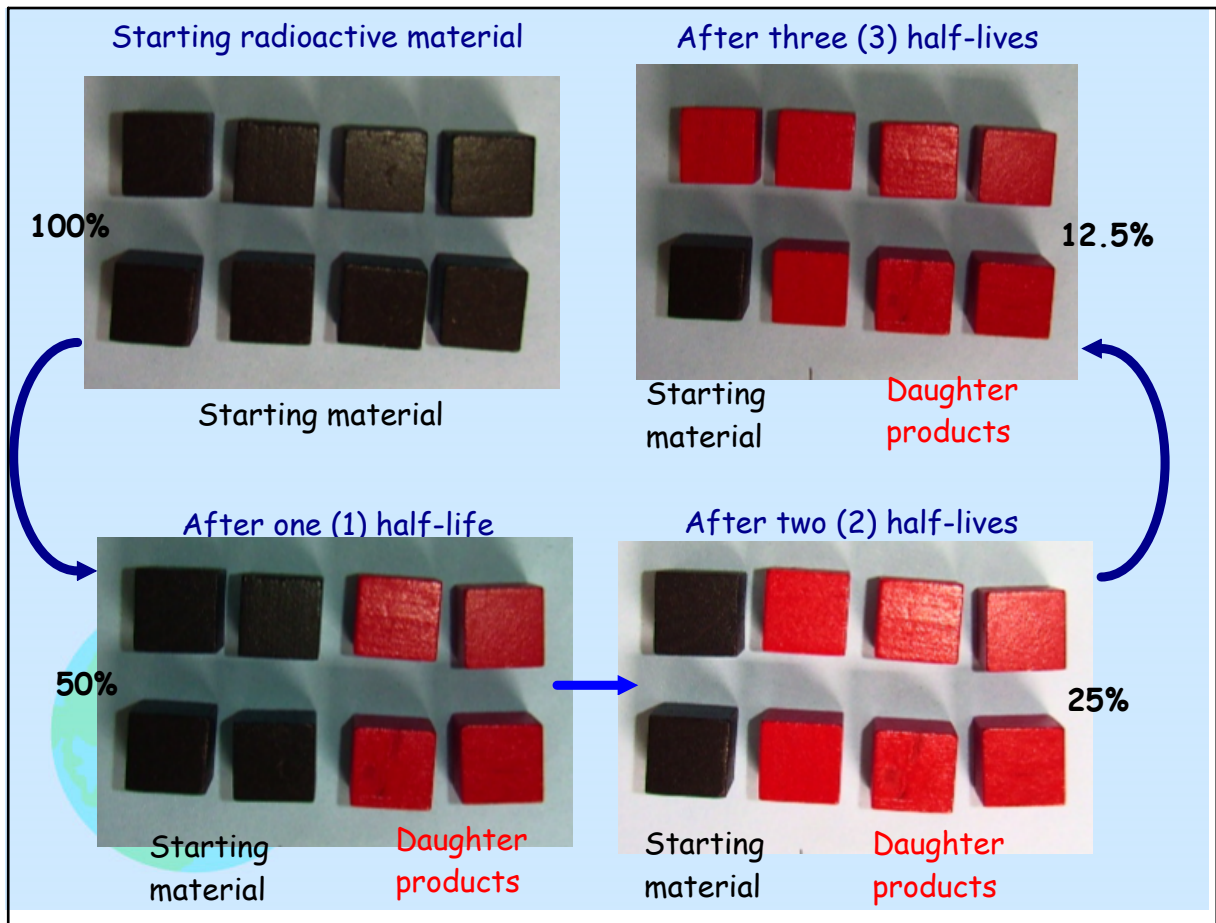 Starting radioactive material
100%
Starting material
After one (1) half-life
50%
Starting
material
Daughter
products
After two (2) half-lives
25%
Starting
material
Daughter
products
After three (3) half-lives
12.5%
Starting
material
Daughter
products